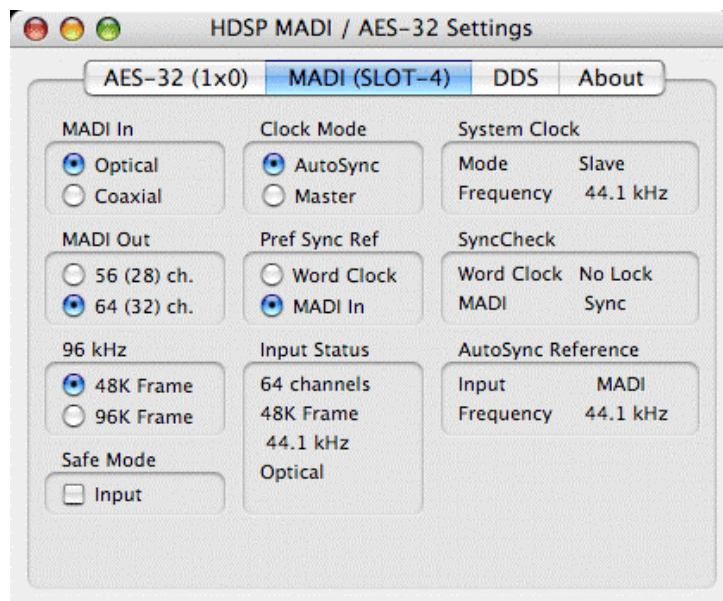 HDSP MADI / AES-32 Settings
AES-32 (1x0) MADI (SLOT-4) DDS About
MADI In
Optical
Coaxial
MADI Out
56 (28) ch.
64 (32) ch.
96 kHz
48K Frame
96K Frame
Safe Mode
Input
Clock Mode
AutoSync
Master
Pref Sync Ref
Word Clock
MADI In
Input Status
64 channels
48K Frame
44.1 kHz
Optical
System Clock
Mode Slave
Frequency 44.1 kHz
SyncCheck
Word Clock No Lock
MADI Sync
AutoSync Reference
Input MADI
Frequency 44.1 kHz